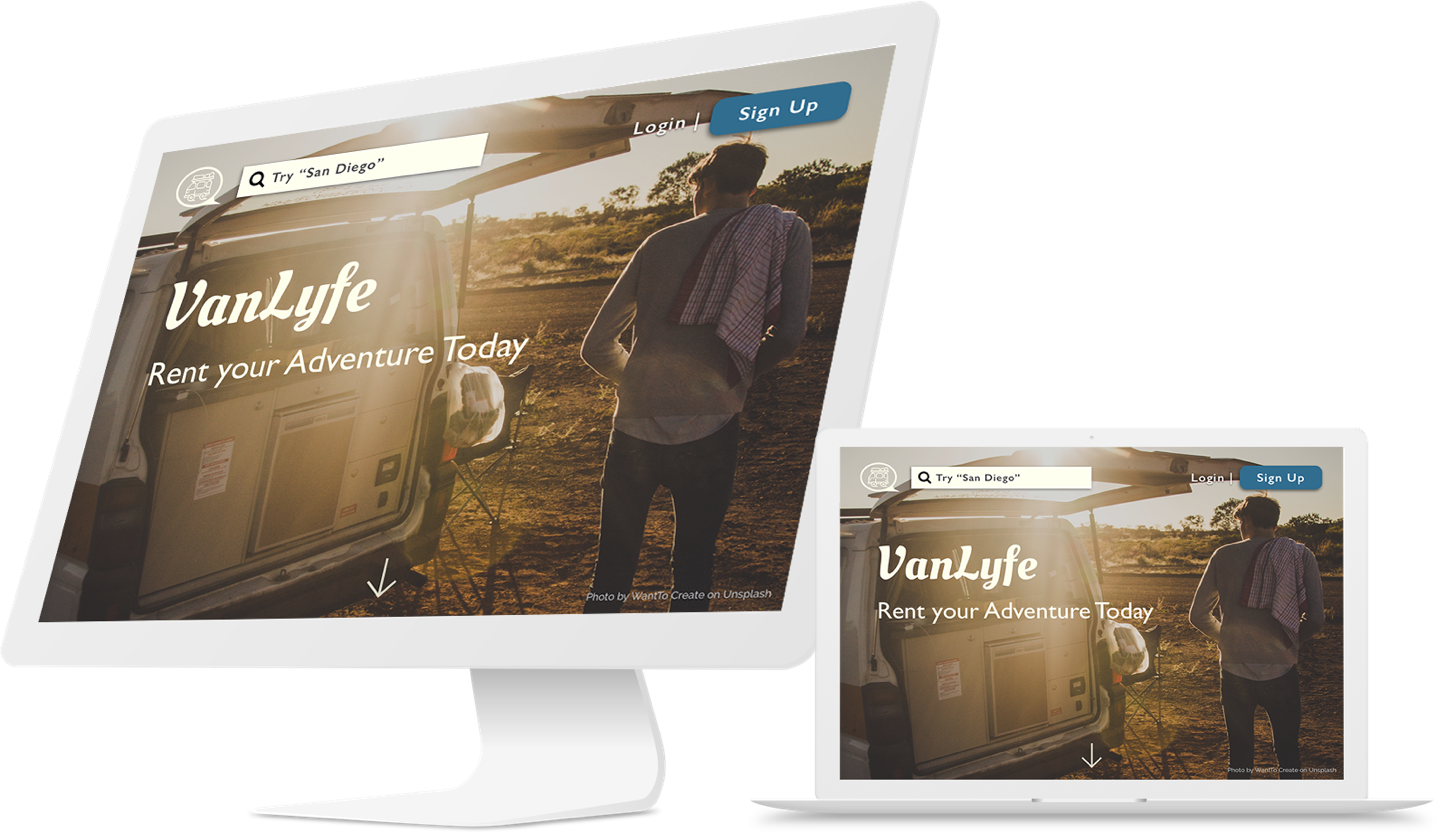 Login | Sign Up
Try “San Diego”
VanLyfe
Rent your Adventure Today
Photo by WantTo Create on Unsplash
Try “San Diego”
Login | Sign Up
VanLyfe
Rent your Adventure Today
Photo by WantTo Create on Unsplash